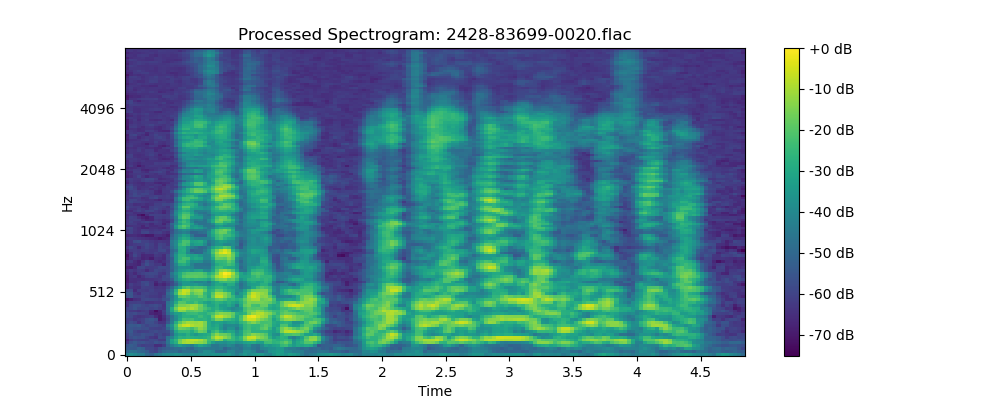 Processed Spectrogram: 2428-83699-0020.flac
Hz
4096
2048
1024
512
0
0 0.5 1 1.5 2 2.5 3 3.5 4 4.5
Time
+0 dB
-10 dB
-20 dB
-30 dB
-40 dB
-50 dB
-60 dB
-70 dB